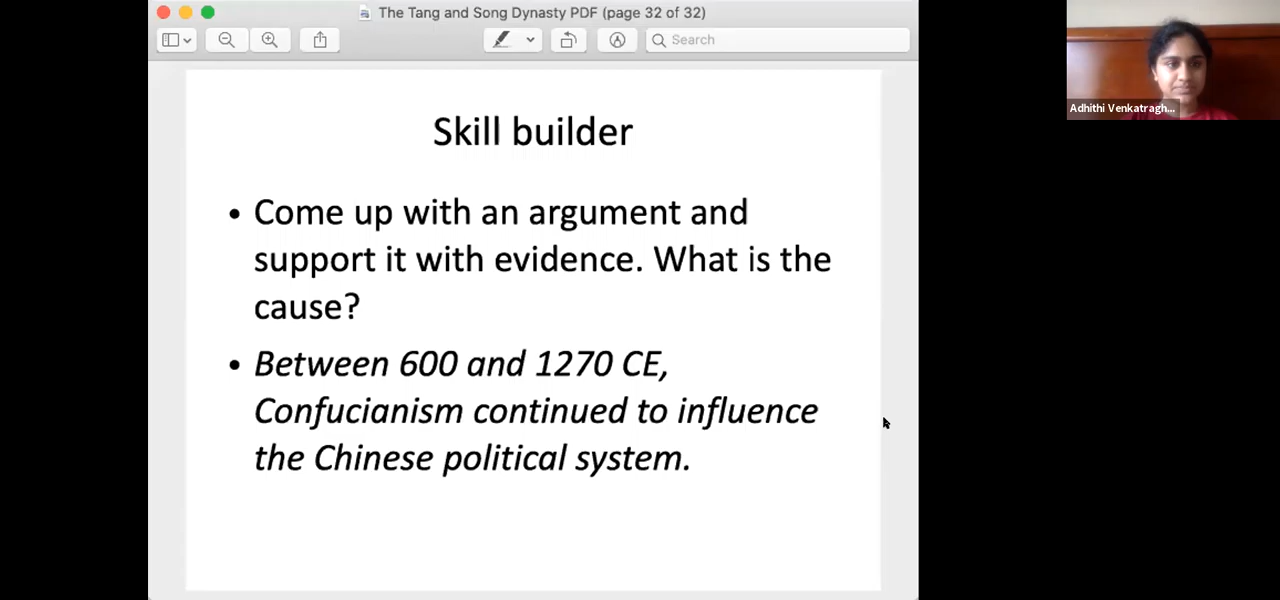 The Tang and Song Dynasty PDF (page 32 of 32)
Search
Adhithi Venkatragh...
Skill builder
• Come up with an argument and
support it with evidence. What is the
cause?
• Between 600 and 1270 CE,
Confucianism continued to influence
the Chinese political system.